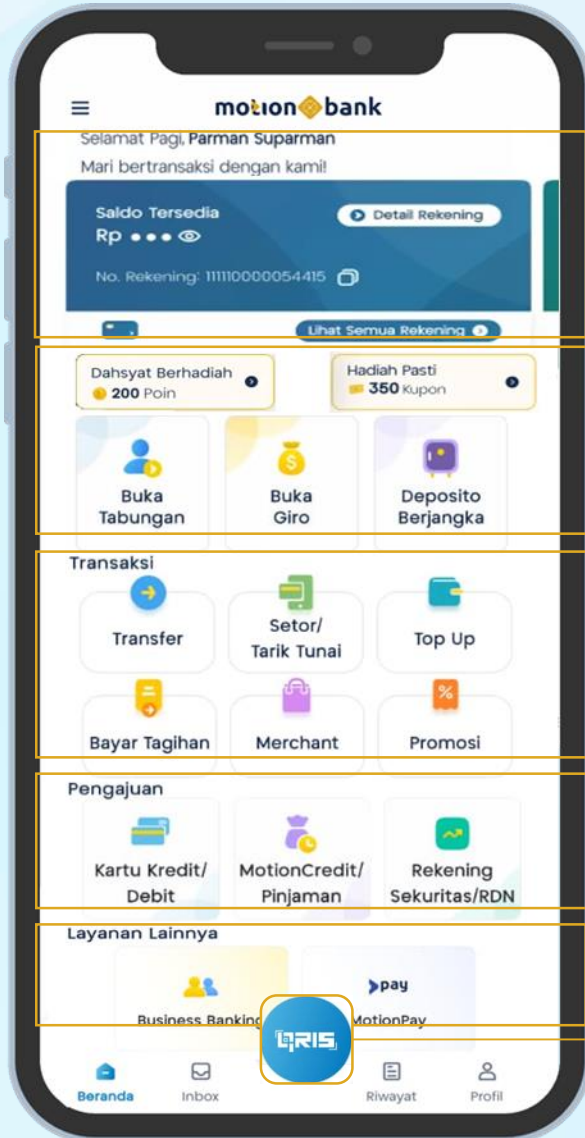 motion bank
Selamat Pagi, Parman Suparman
Mari bertransaksi dengan kami!
Saldo Tersedia
Detail Rekening
Rp •••
No. Rekening: 111110000054415
Lihat Semua Rekening
Dahsyat Berhadiah
200 Poin
Hadiah Pasti
350 Kupon
Buka
Tabungan
Buka
Giro
Deposito
Berjangka
Transaksi
Transfer
Setor/
Tarik Tunai
Top Up
Bayar Tagihan
Merchant
Promosi
Pengajuan
Kartu Kredit/
Debit
MotionCredit/
Pinjaman
Rekening
Sekuritas/RDN
Layanan Lainnya
Business Banking
pay
MotionPay
QRIS
Beranda
Inbox
Riwayat
Profil